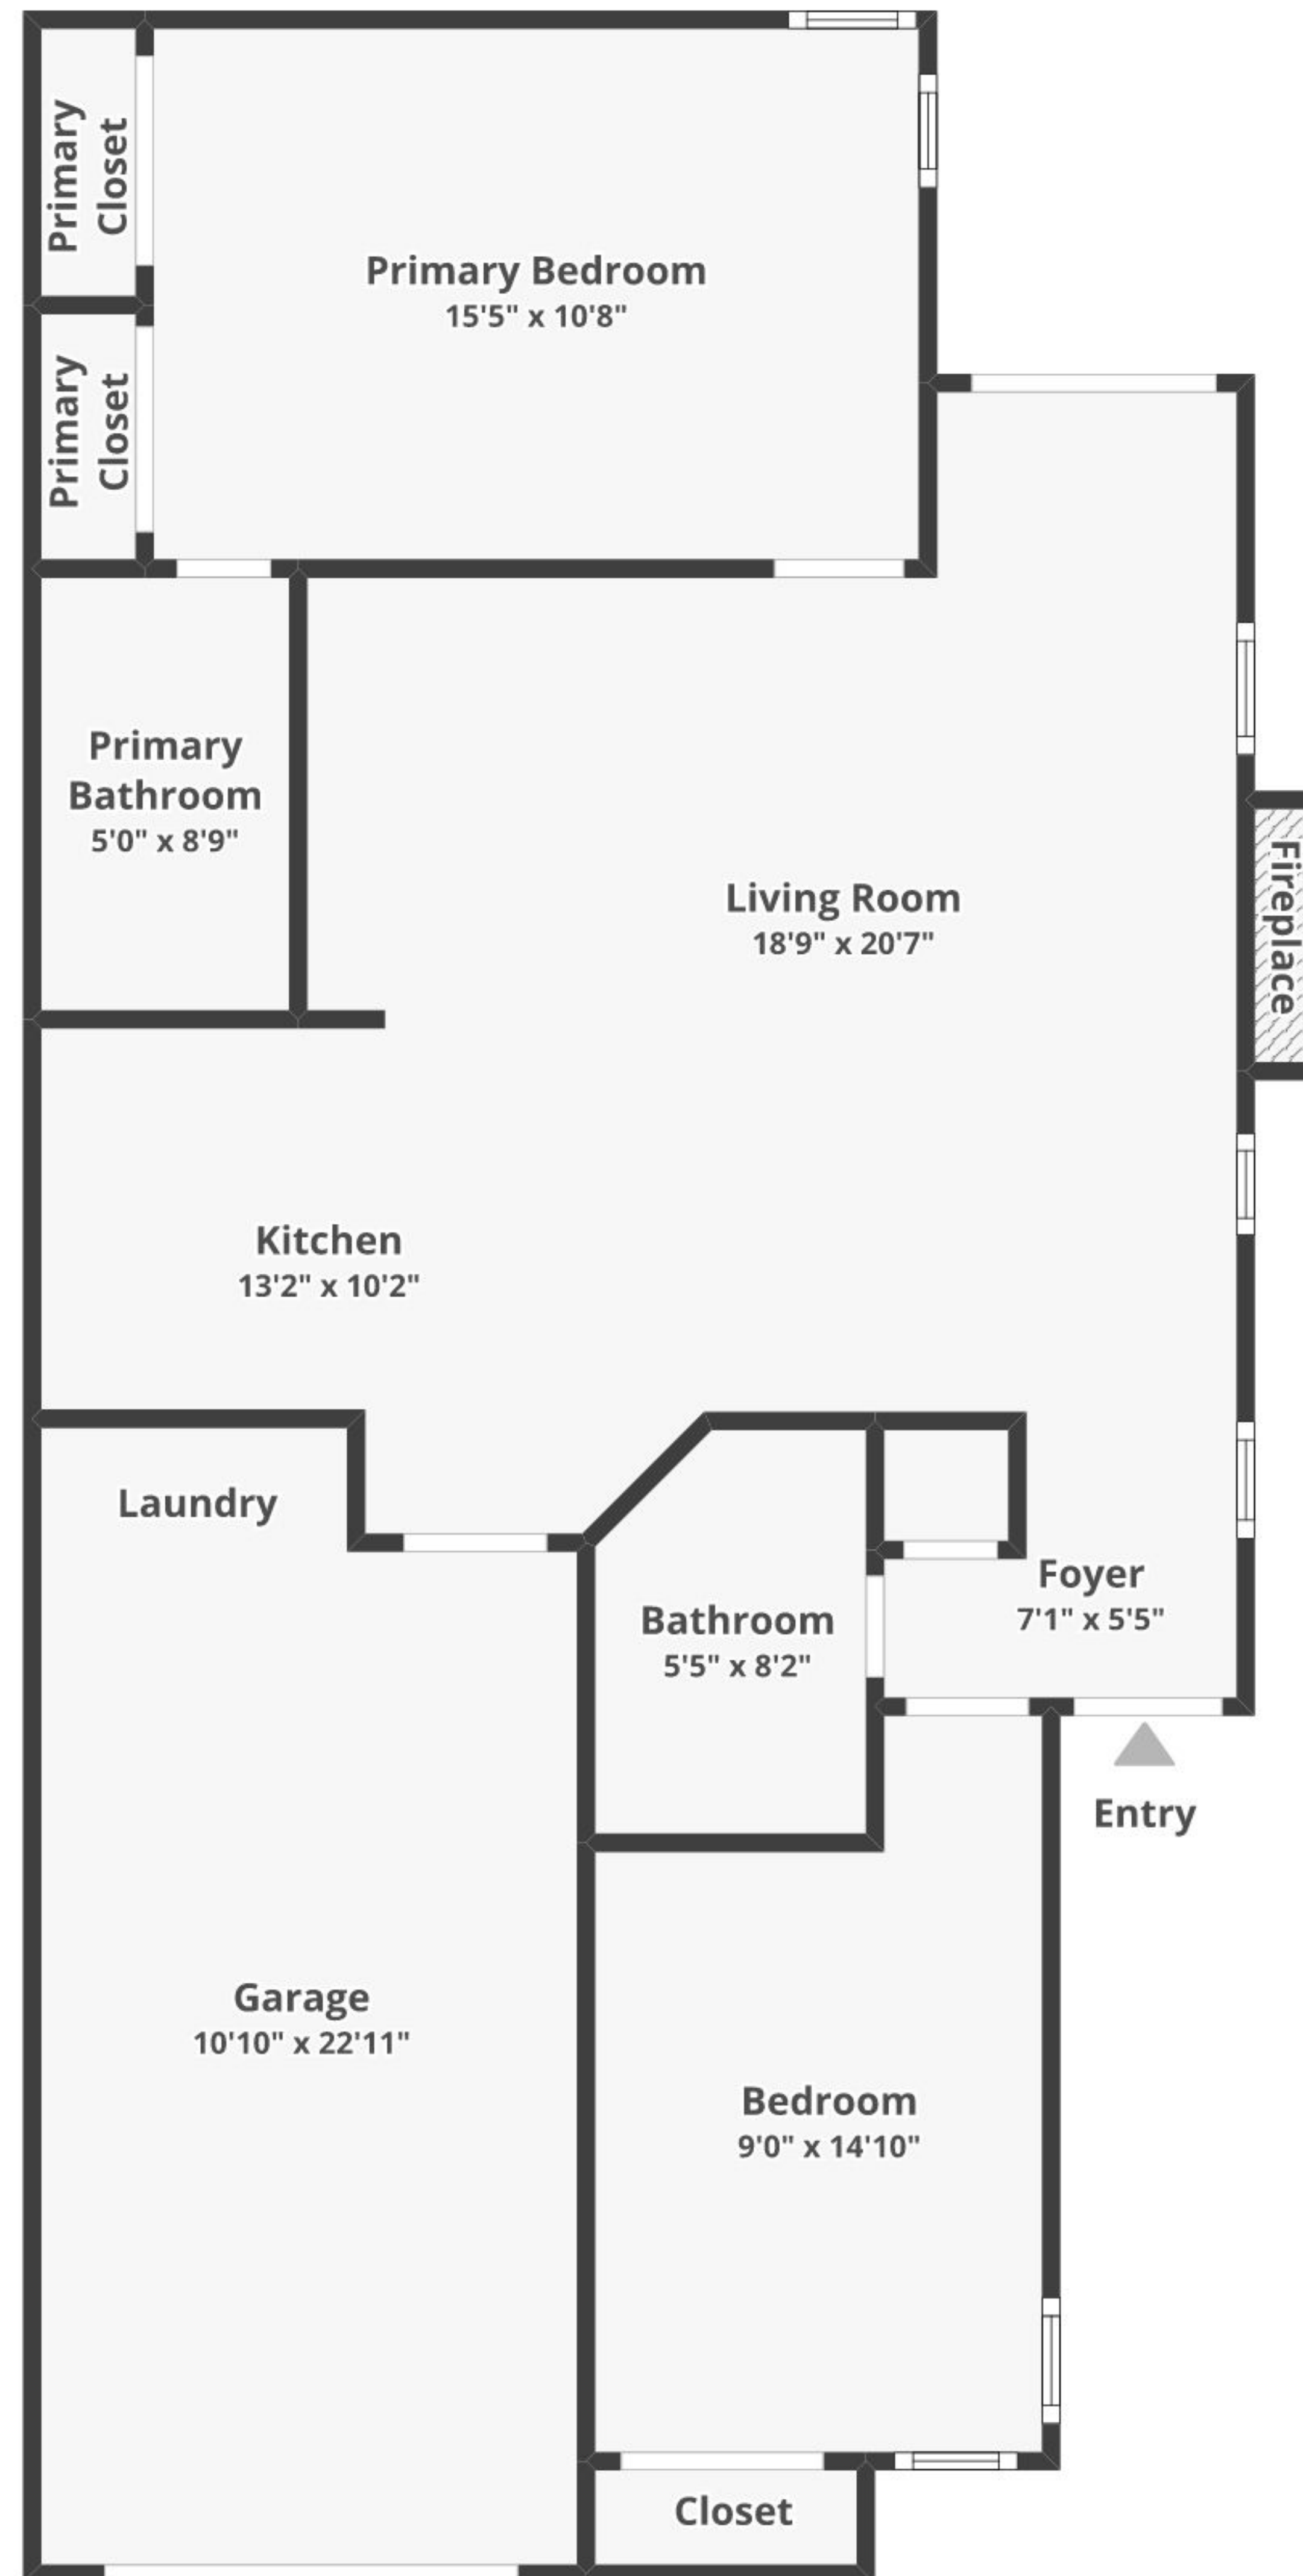 Primary
Closet
Primary Bedroom
15'5" x 10'8"
Primary
Closet
Primary
Bathroom
5'0" x 8'9"
Living Room
18'9" x 20'7"
Fireplace
Kitchen
13'2" x 10'2"
Laundry
Foyer
7'1" x 5'5"
Bathroom
5'5" x 8'2"
Entry
Garage
10'10" x 22'11"
Bedroom
9'0" x 14'10"
Closet